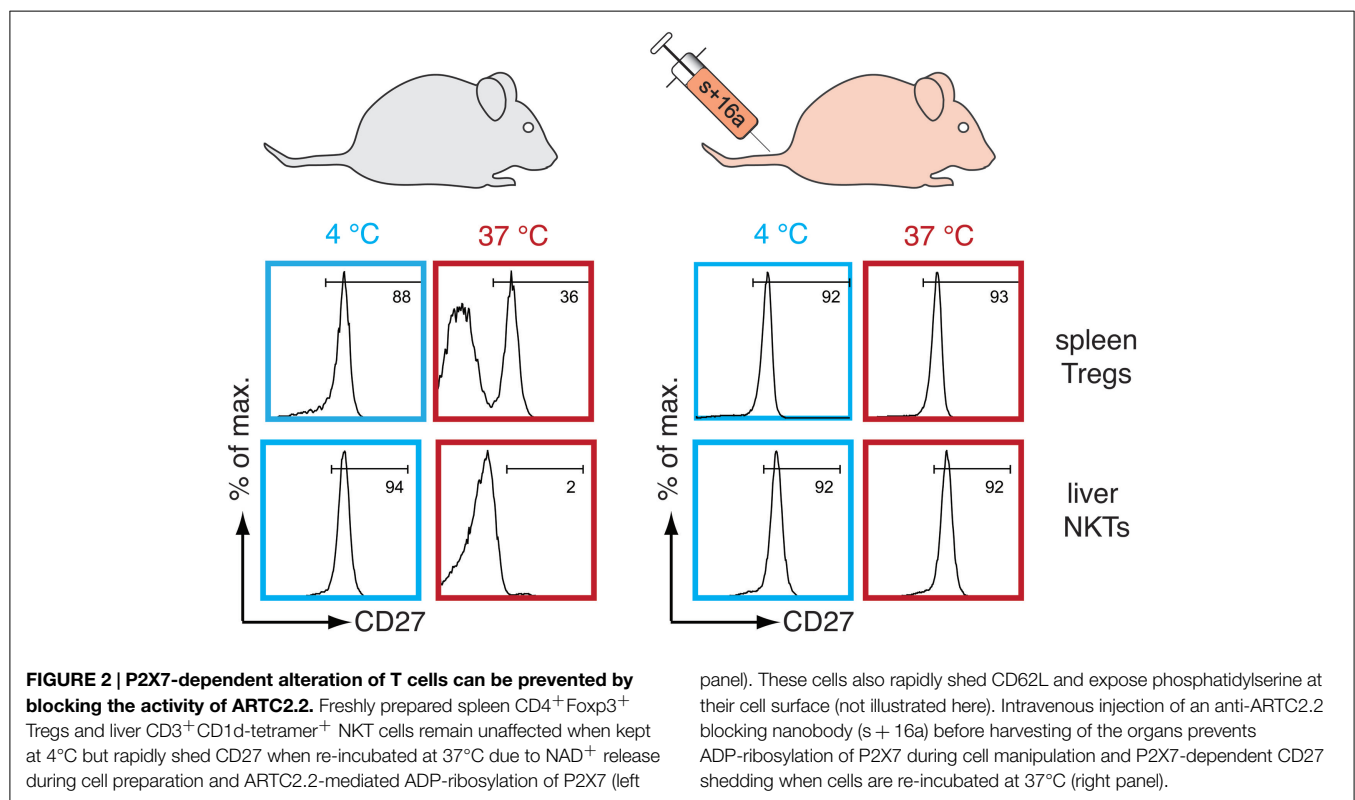 s+16a
4 °C
37 °C
4 °C
37 °C
88
36
92
93
spleen
Tregs
% of max.
94
2
% of max.
92
92
liver
NKTs
CD27
CD27
FIGURE 2 | P2X7-dependent alteration of T cells can be prevented by
blocking the activity of ARTC2.2. Freshly prepared spleen CD4+Foxp3+
Tregs and liver CD3+CD1d-tetramer+ NKT cells remain unaffected when kept
at 4°C but rapidly shed CD27 when re-incubated at 37°C due to NAD+ release
during cell preparation and ARTC2.2-mediated ADP-ribosylation of P2X7 (left
panel). These cells also rapidly shed CD62L and expose phosphatidylserine at
their cell surface (not illustrated here). Intravenous injection of an anti-ARTC2.2
blocking nanobody (s + 16a) before harvesting of the organs prevents
ADP-ribosylation of P2X7 during cell manipulation and P2X7-dependent CD27
shedding when cells are re-incubated at 37°C (right panel).